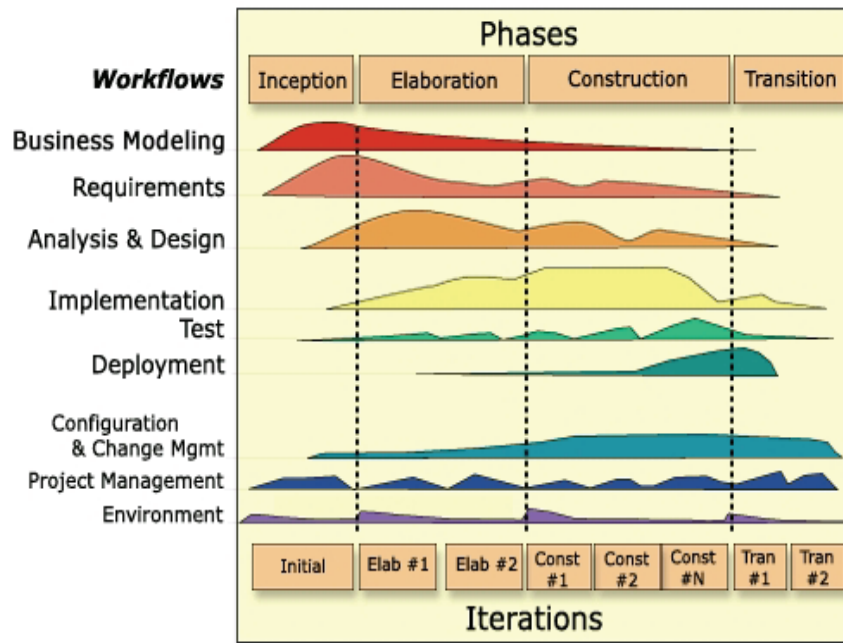 Phases
Workflows
Inception
Elaboration
Construction
Transition
Business Modeling
Requirements
Analysis & Design
Implementation
Test
Deployment
Configuration
& Change Mgmt
Project Management
Environment
Initial
Elab #1
Elab #2
Const
#1
Const
#2
Const
#N
Tran
#1
Tran
#2
Iterations